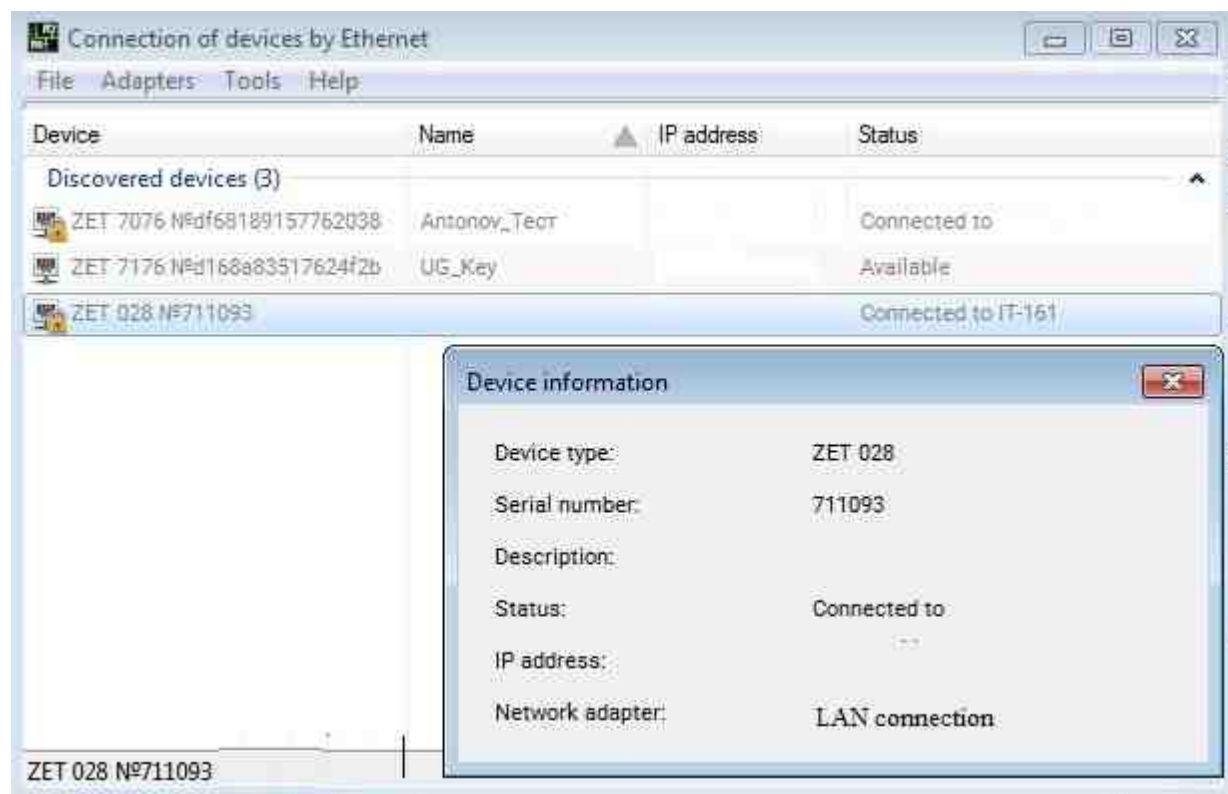 Connection of devices by Ethernet
File Adapters Tools Help
Device Name IP address Status
Discovered devices (3)
ZET 7076 №df68189157762038 Antonov_Тест Connected to
ZET 7176 №d168a83517624f2b UG_Key Available
ZET 028 №711093 Connected to IT-161
Device information
Device type: ZET 028
Serial number: 711093
Description:
Status: Connected to
IP address:
Network adapter: LAN connection
ZET 028 №711093